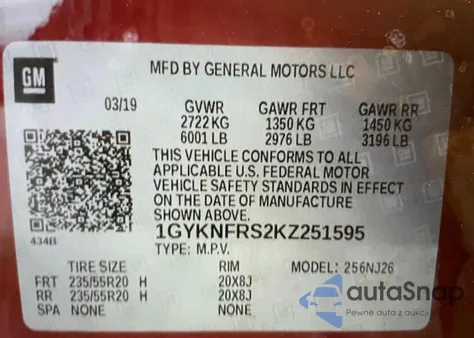 GM
MFD BY GENERAL MOTORS LLC
03/19 GVWR GAWR FRT GAWR RR
2722 KG 1350 KG 1450 KG
6001 LB 2976 LB 3196 LB
THIS VEHICLE CONFORMS TO ALL
APPLICABLE U.S. FEDERAL MOTOR
VEHICLE SAFETY STANDARDS IN EFFECT
ON THE DATE OF MANUFACTURE
SHOWN ABOVE.
1GYKNFRS2KZ251595
434B
TYPE: M.P.V.
TIRE SIZE RIM MODEL: 256NJ26
FRT 235/55R20 H 20X8J
RR 235/55R20 H 20X8J
SPA NONE NONE
autoSnap
Pewne auta z aukcji